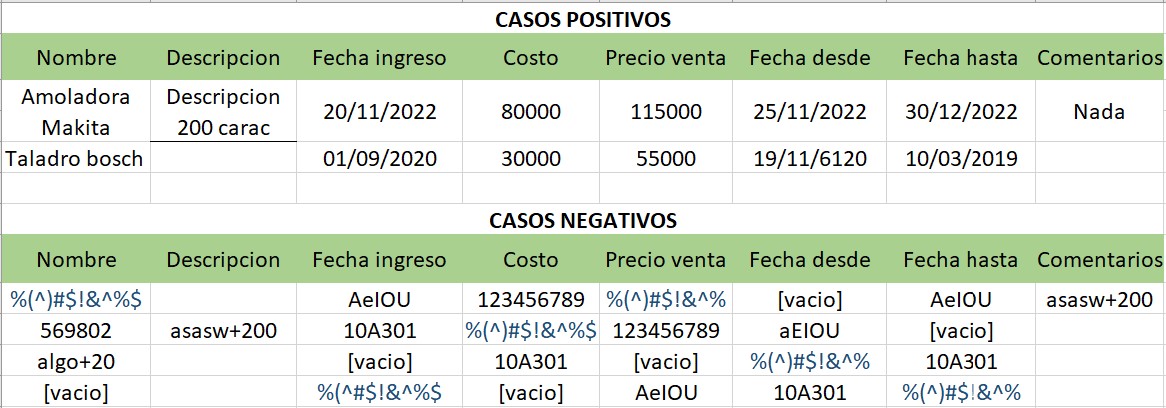 CASOS POSITIVOS
Nombre Descripcion Fecha ingreso Costo Precio venta Fecha desde Fecha hasta Comentarios
Amoladora Makita Descripcion 200 carac 20/11/2022 80000 115000 25/11/2022 30/12/2022 Nada
Taladro bosch 01/09/2020 30000 55000 19/11/6120 10/03/2019
CASOS NEGATIVOS
Nombre Descripcion Fecha ingreso Costo Precio venta Fecha desde Fecha hasta Comentarios
%(^)#$!&^%$ AeIOU 123456789 %(^)#$!&^% [vacio] AeIOU asasw+200
569802 asasw+200 10A301 %(^)#$!&^%$ 123456789 aEIOU [vacio]
algo+20 [vacio] 10A301 [vacio] %(^)#$!&^% 10A301
[vacio] %(^#$!&^%$ [vacio] AeIOU 10A301 %(^)#$!&^%